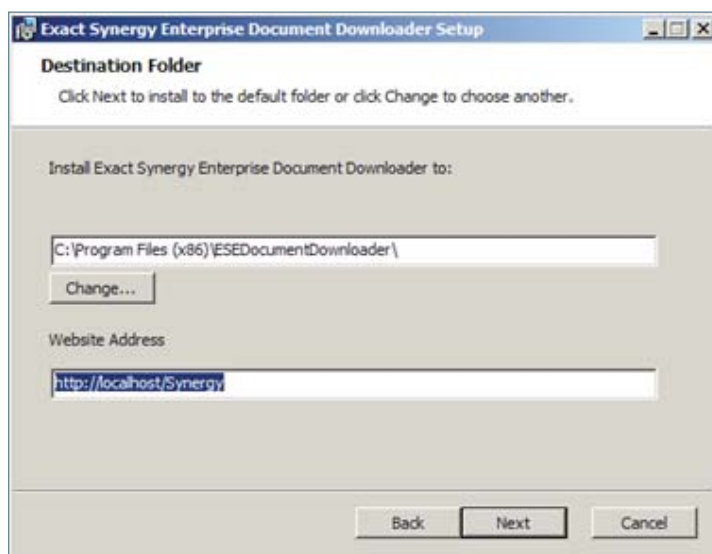 Exact Synergy Enterprise Document Downloader Setup
Destination Folder
Click Next to install to the default folder or click Change to choose another.
Install Exact Synergy Enterprise Document Downloader to:
C:\Program Files (x86)\ESEDocumentDownloader\
Change...
Website Address
http://localhost/Synergy
Back Next Cancel